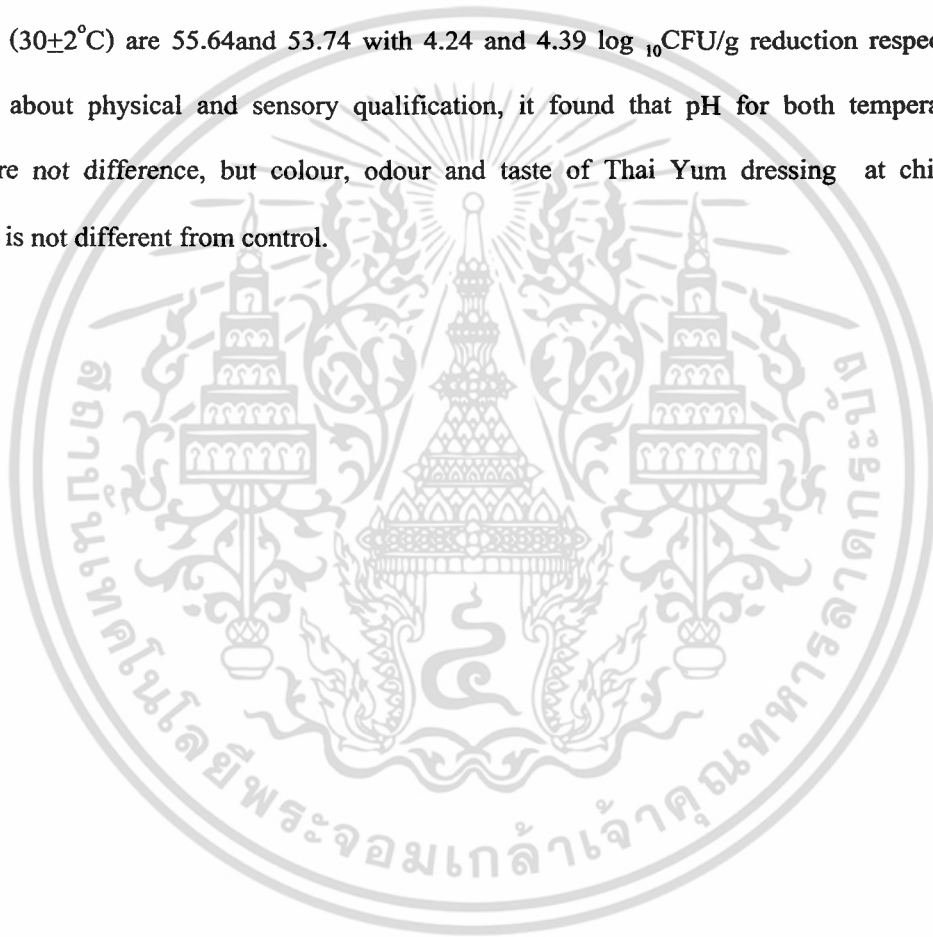 (30±2°C) are 55.64and 53.74 with 4.24 and 4.39 log 10CFU/g reduction respec
about physical and sensory qualification, it found that pH for both tempera
re not difference, but colour, odour and taste of Thai Yum dressing at chi
is not different from control.
สถาบันเทคโนโลยีพระจอมเกล้าเจ้าคุณทหารลาดกระบัง